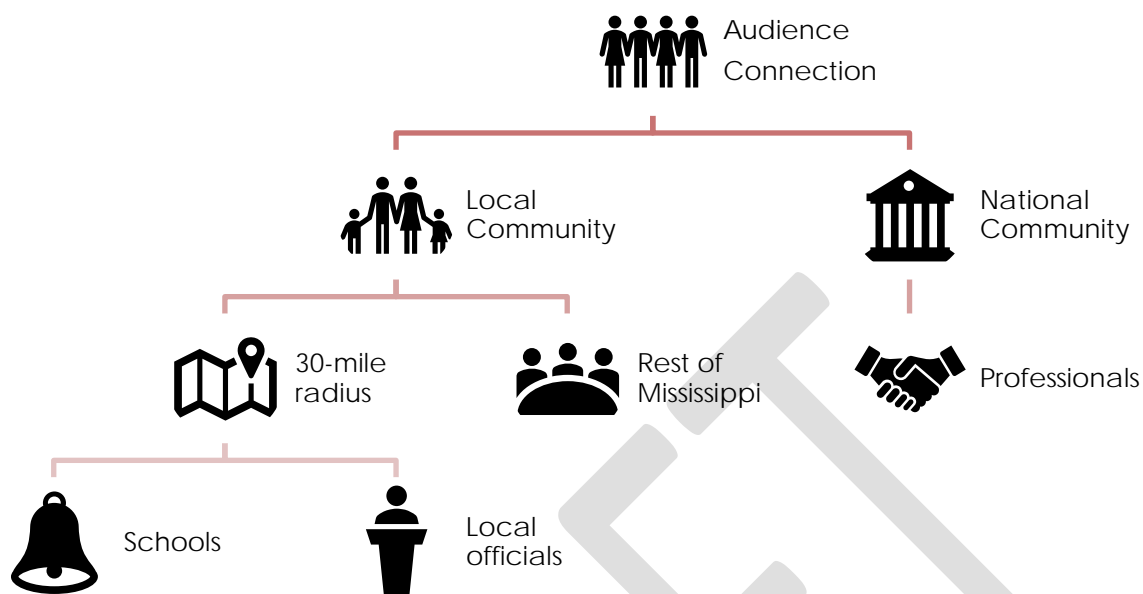 Audience
Connection
Local
Community
National
Community
30-mile
radius
Rest of
Mississippi
Professionals
Schools
Local
officials